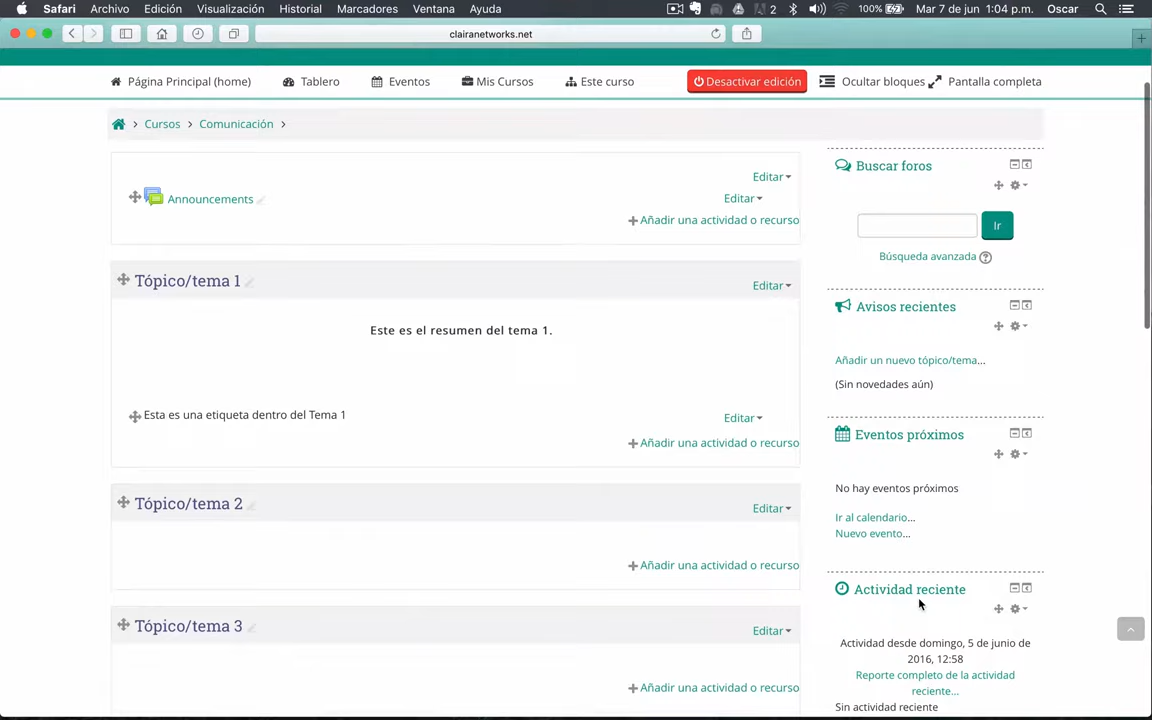 Safari Archivo Edición Visualización Historial Marcadores Ventana Ayuda 2 100% Mar 7 de jun 1:04 p.m. Oscar
clairanetworks.net
Página Principal (home) Tablero Eventos Mis Cursos Este curso Desactivar edición Ocultar bloques Pantalla completa
Cursos Comunicación
Editar
Announcements Editar
Añadir una actividad o recurso
Tópico/tema 1 Editar
Este es el resumen del tema 1.
Esta es una etiqueta dentro del Tema 1 Editar
Añadir una actividad o recurso
Tópico/tema 2 Editar
Añadir una actividad o recurso
Tópico/tema 3 Editar
Añadir una actividad o recurso
Buscar foros
Ir
Búsqueda avanzada ?
Avisos recientes
Añadir un nuevo tópico/tema...
(Sin novedades aún)
Eventos próximos
No hay eventos próximos
Ir al calendario...
Nuevo evento...
Actividad reciente
Actividad desde domingo, 5 de junio de
2016, 12:58
Reporte completo de la actividad
reciente...
Sin actividad reciente